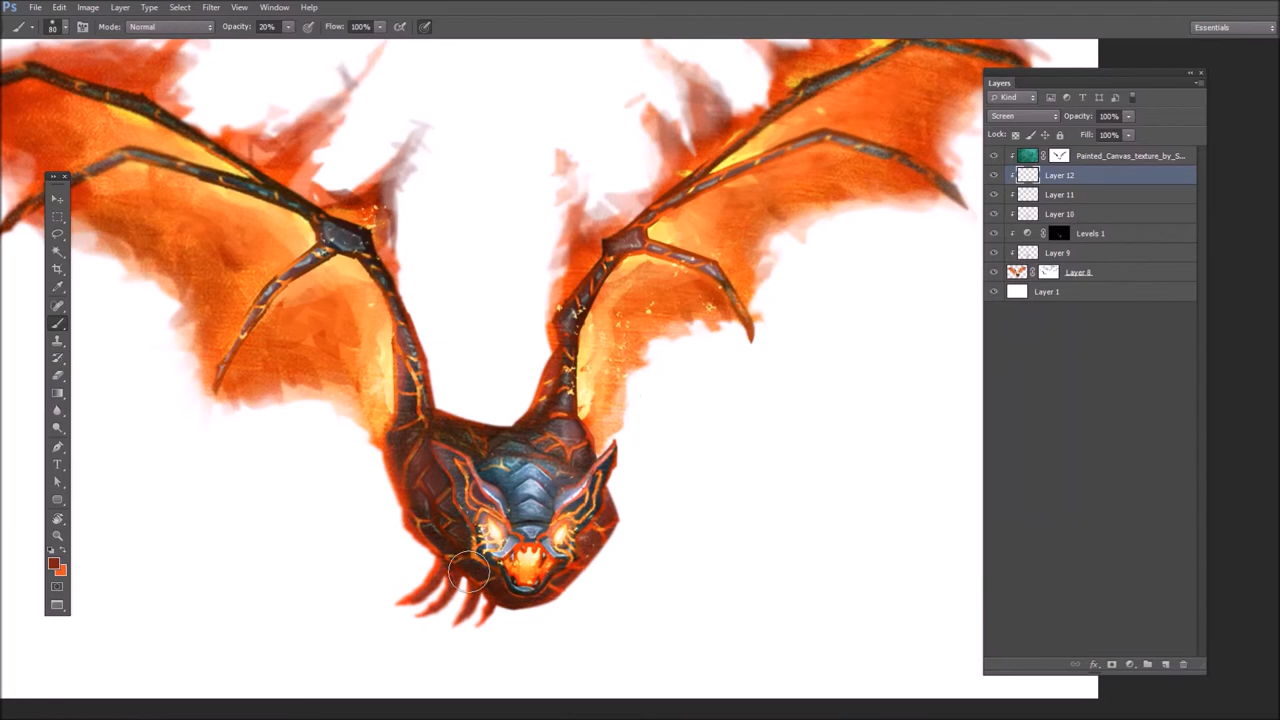 Ps File Edit Image Layer Type Select Filter View Window Help
80 Mode: Normal Opacity: 20% Flow: 100% Essentials
Layers
Kind
Screen Opacity: 100%
Lock: Fill: 100%
Painted_Canvas_texture_by_S...
Layer 12
Layer 11
Layer 10
Levels 1
Layer 9
Layer 8
Layer 1